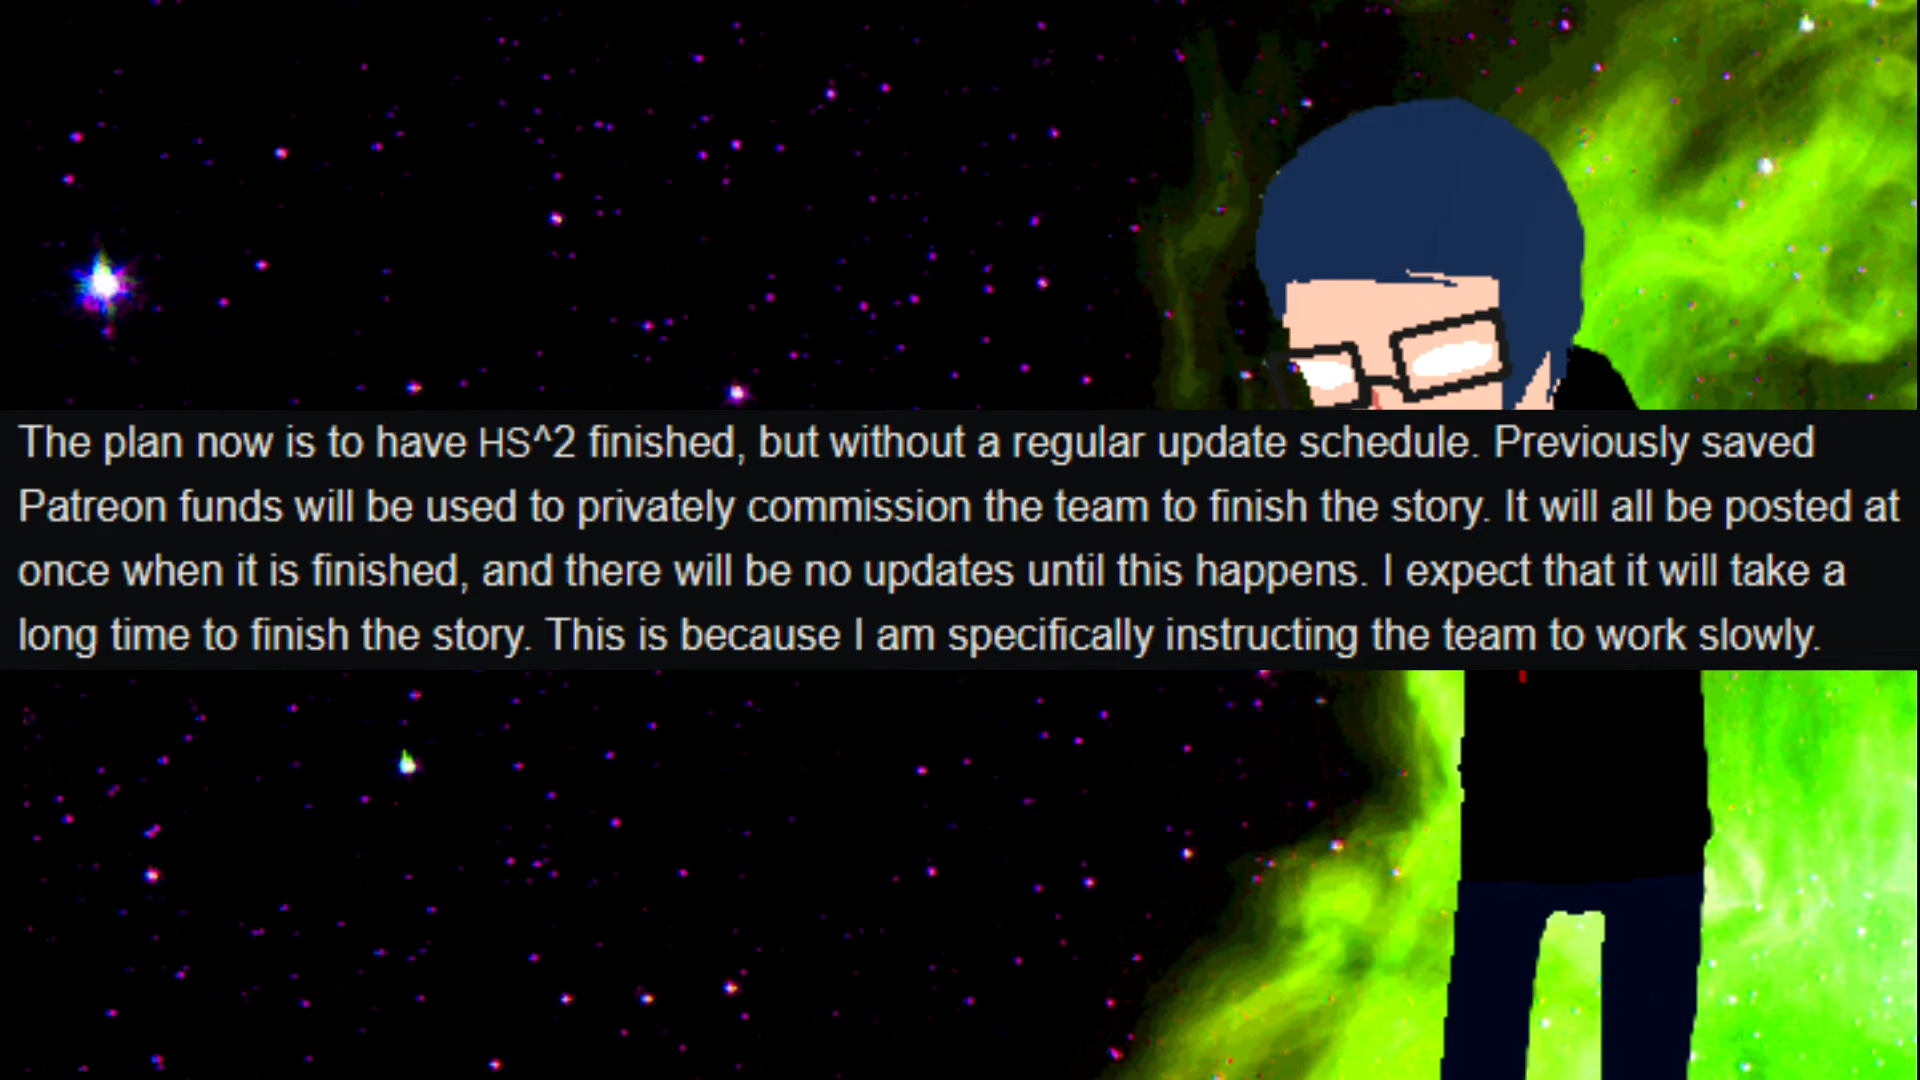 The plan now is to have HS^2 finished, but without a regular update schedule. Previously saved
Patreon funds will be used to privately commission the team to finish the story. It will all be posted at
once when it is finished, and there will be no updates until this happens. I expect that it will take a
long time to finish the story. This is because I am specifically instructing the team to work slowly.